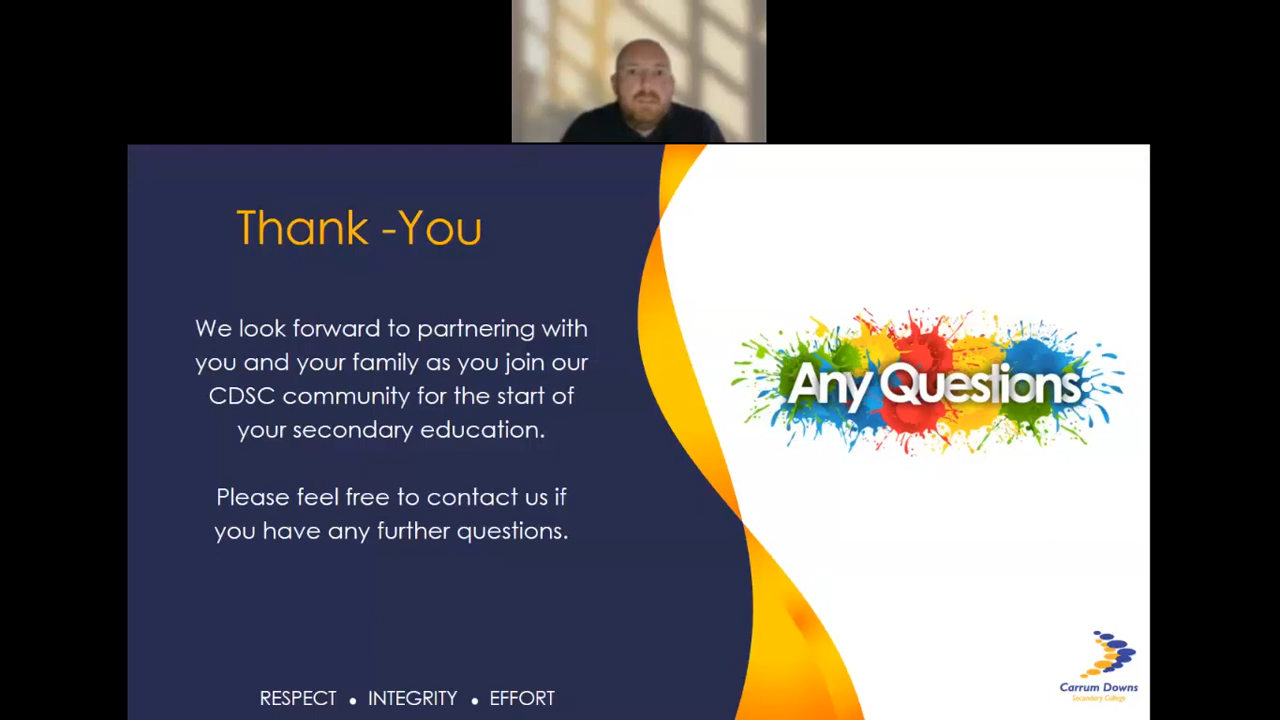 Thank -You
We look forward to partnering with
you and your family as you join our
CDSC community for the start of
your secondary education.
Please feel free to contact us if
you have any further questions.
RESPECT • INTEGRITY • EFFORT
Any Questions
Carrum Downs
Secondary College